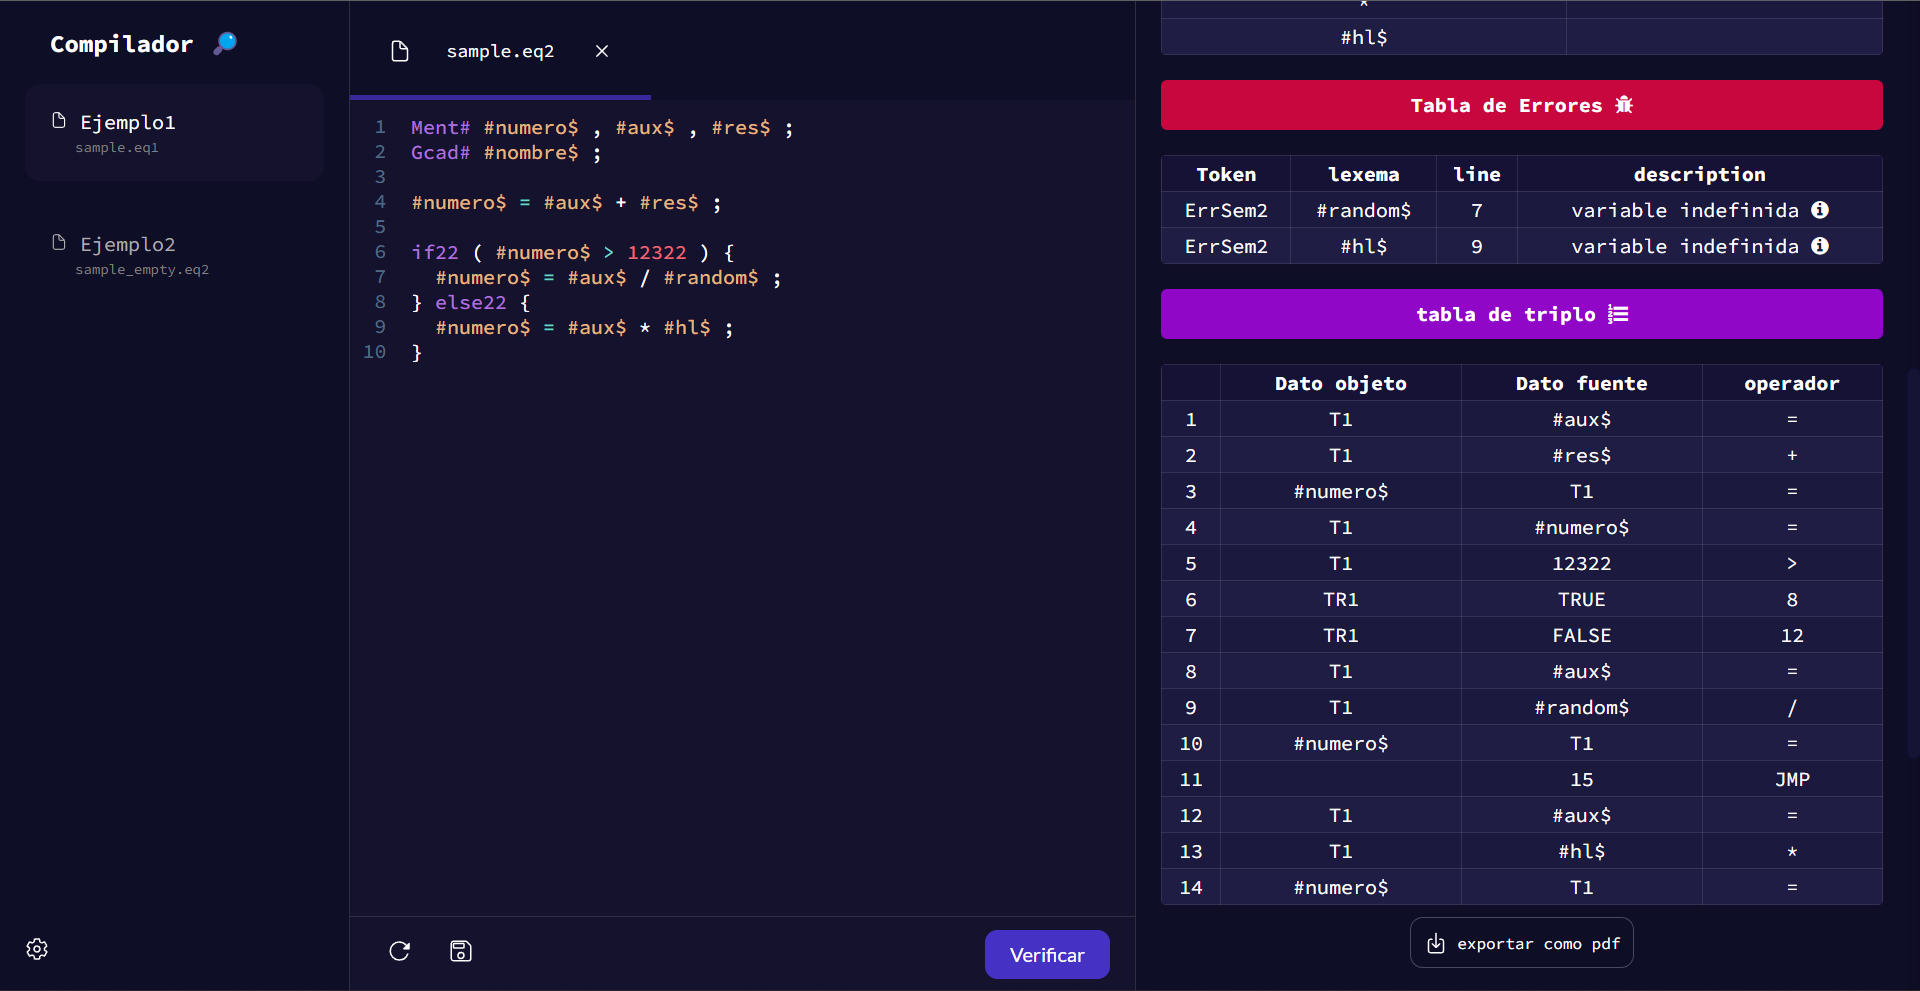 Compilador
Ejemplo1
sample.eq1
Ejemplo2
sample_empty.eq2
sample.eq2
1 Ment# #numero$ , #aux$ , #res$ ;
2 Gcad# #nombre$ ;
3
4 #numero$ = #aux$ + #res$ ;
5
6 if22 ( #numero$ > 12322 ) {
7 #numero$ = #aux$ / #random$ ;
8 } else22 {
9 #numero$ = #aux$ * #hl$ ;
10 }
Verificar
*
#hl$
Tabla de Errores
Token lexema line description
ErrSem2 #random$ 7 variable indefinida
ErrSem2 #hl$ 9 variable indefinida
tabla de triplo
Dato objeto Dato fuente operador
1 T1 #aux$ =
2 T1 #res$ +
3 #numero$ T1 =
4 T1 #numero$ =
5 T1 12322 >
6 TR1 TRUE 8
7 TR1 FALSE 12
8 T1 #aux$ =
9 T1 #random$ /
10 #numero$ T1 =
11 15 JMP
12 T1 #aux$ =
13 T1 #hl$ *
14 #numero$ T1 =
exportar como pdf